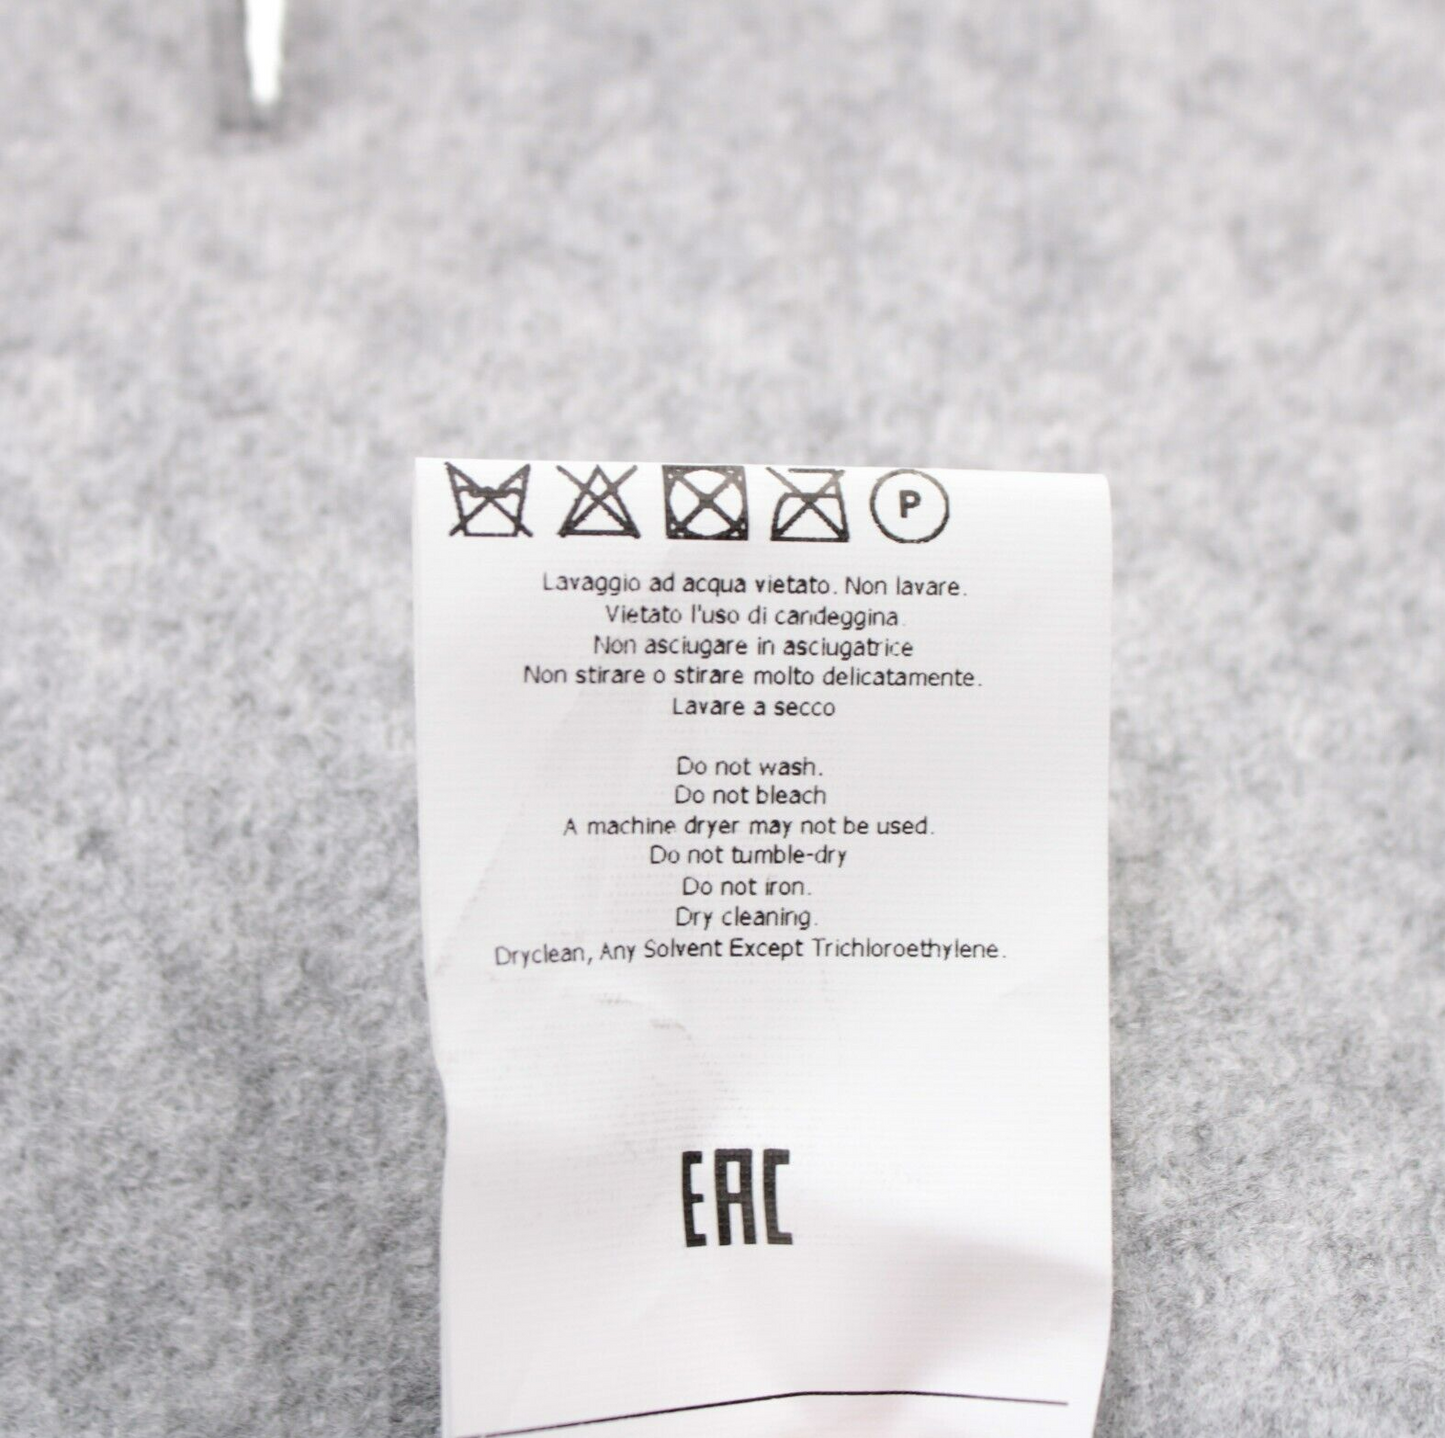 P
Lavaggio ad acqua vietato. Non lavare.
Vietato l'uso di candeggina.
Non asciugare in asciugatrice
Non stirare o stirare molto delicatamente.
Lavare a secco
Do not wash.
Do not bleach
A machine dryer may not be used.
Do not tumble-dry
Do not iron.
Dry cleaning.
Dryclean, Any Solvent Except Trichloroethylene.
EAC